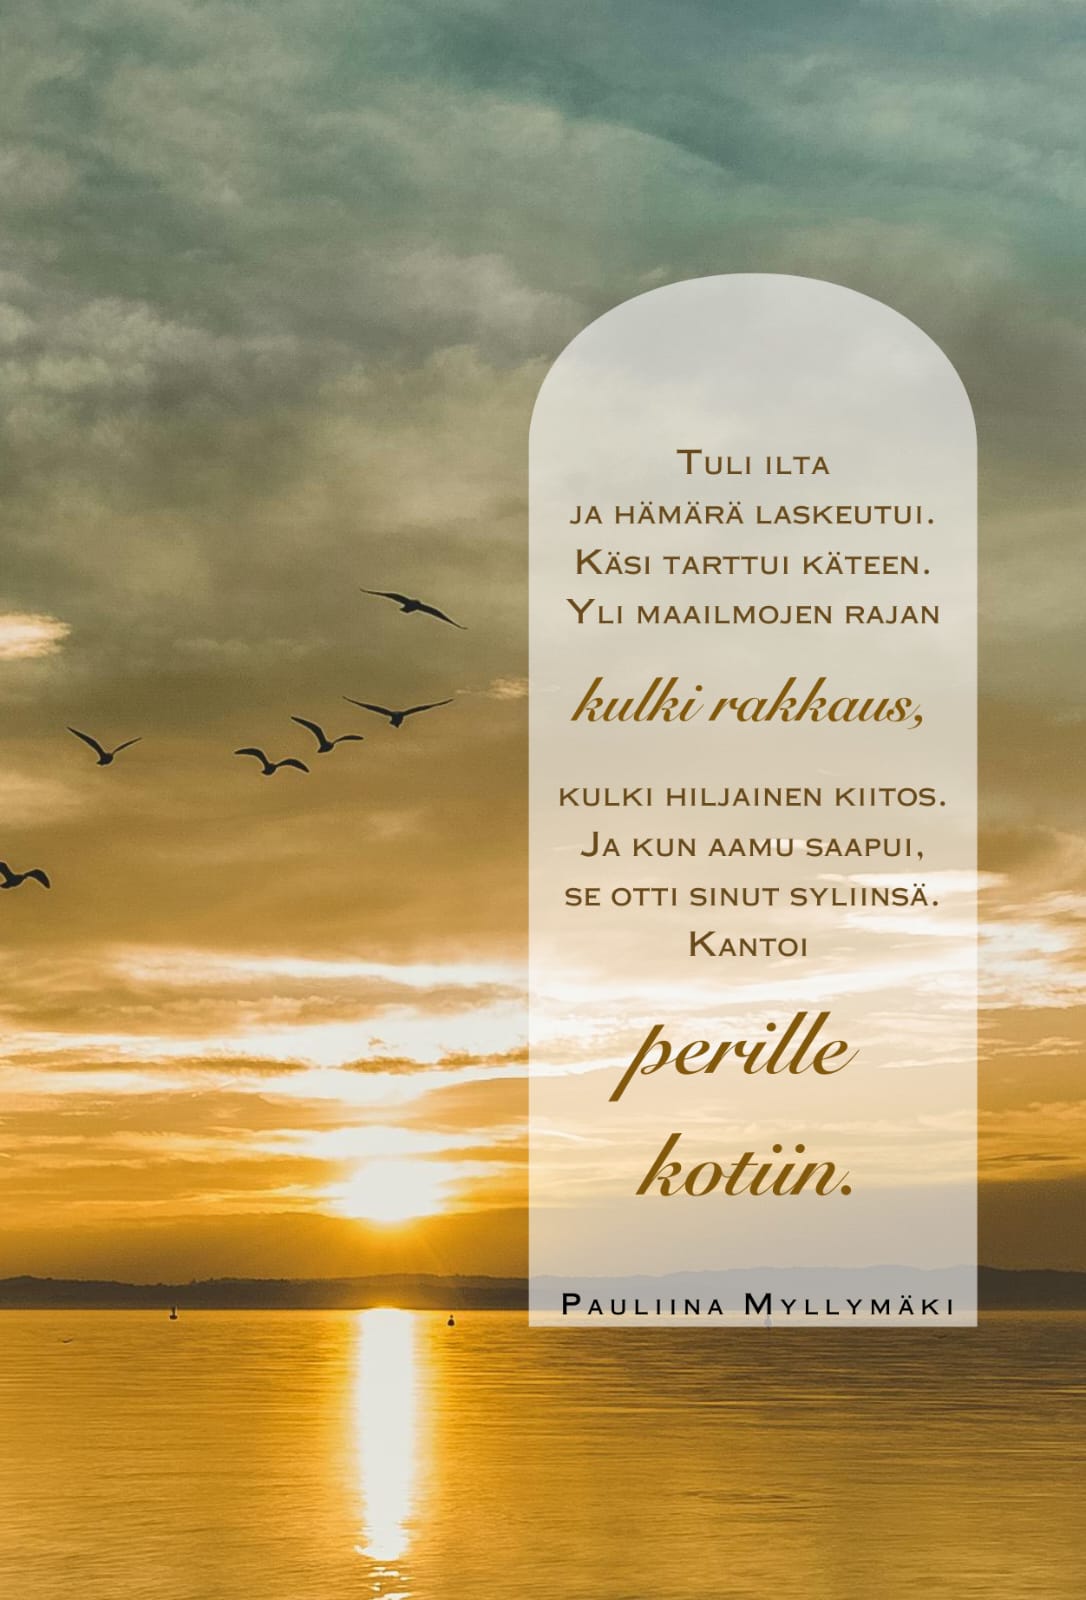 Tuli ilta
ja hämärä laskeutui.
Käsi tarttui käteen.
Yli maailmojen rajan
kulki rakkaus,
kulki hiljainen kiitos.
Ja kun aamu saapui,
se otti sinut syliinsä.
Kantoi
perille
kotiin.
Pauliina Myllymäki